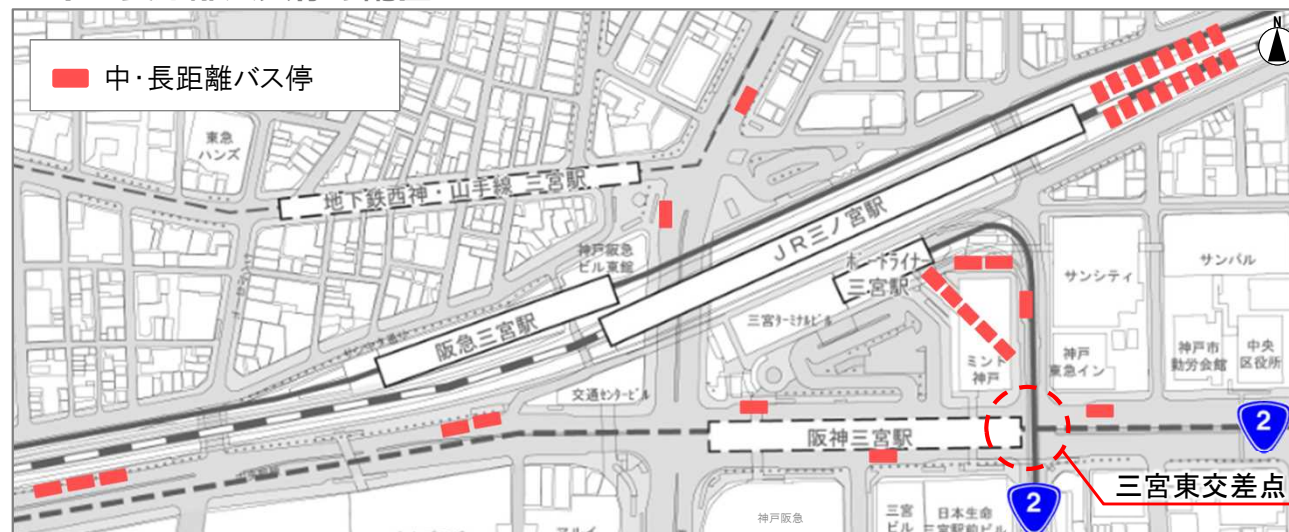 中・長距離バス停
N
東急
ハンズ
地下鉄西神・山手線 三宮駅
神戸阪急
ビル東館
JR三ノ宮駅
ポートライナー
三宮駅
サンシティ
サンパル
阪急三宮駅
三宮ターミナルビル
ミント
神戸
神戸
東急イン
神戸市
勤労会館
中央
区役所
交通センタービル
阪神三宮駅
2
三宮東交差点
2
神戸阪急
三宮
ビル
日本生命
三宮駅前ビル